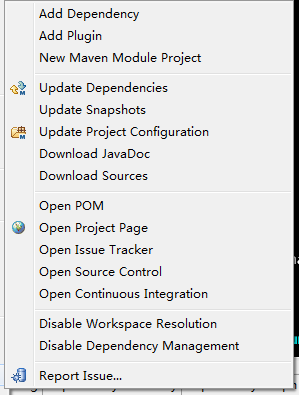 Add Dependency
Add Plugin
New Maven Module Project
Update Dependencies
Update Snapshots
Update Project Configuration
Download JavaDoc
Download Sources
Open POM
Open Project Page
Open Issue Tracker
Open Source Control
Open Continuous Integration
Disable Workspace Resolution
Disable Dependency Management
Report Issue...